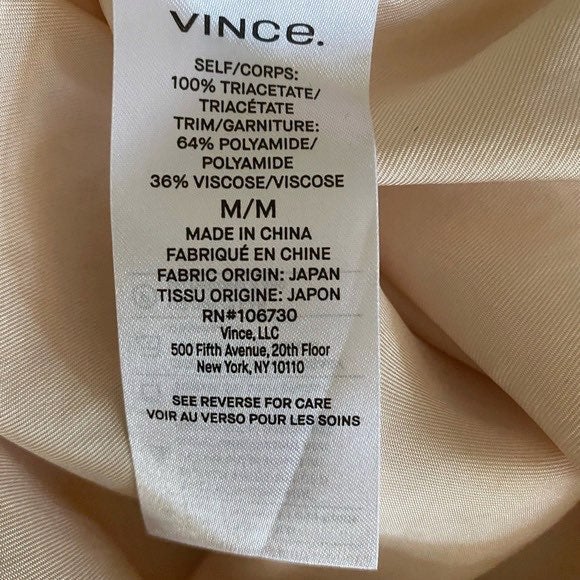 VINCe.
SELF/CORPS:
100% TRIACETATE/
TRIACÉTATE
TRIM/GARNITURE:
64% POLYAMIDE/
POLYAMIDE
36% VISCOSE/VISCOSE
M/M
MADE IN CHINA
FABRIQUÉ EN CHINE
FABRIC ORIGIN: JAPAN
TISSU ORIGINE: JAPON
RN#106730
Vince, LLC
500 Fifth Avenue, 20th Floor
New York, NY 10110
SEE REVERSE FOR CARE
VOIR AU VERSO POUR LES SOINS